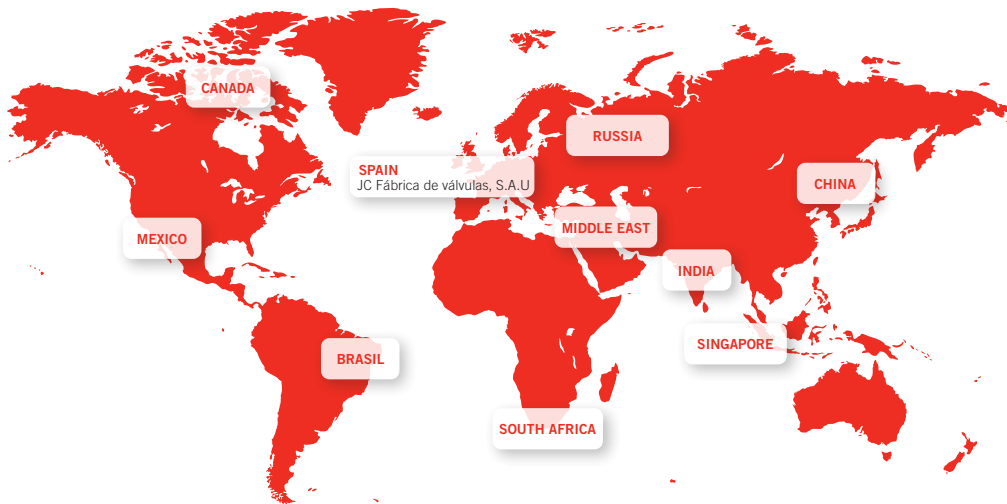 CANADA
RUSSIA
SPAIN
JC Fábrica de válvulas, S.A.U
CHINA
MEXICO
MIDDLE EAST
INDIA
SINGAPORE
BRASIL
SOUTH AFRICA